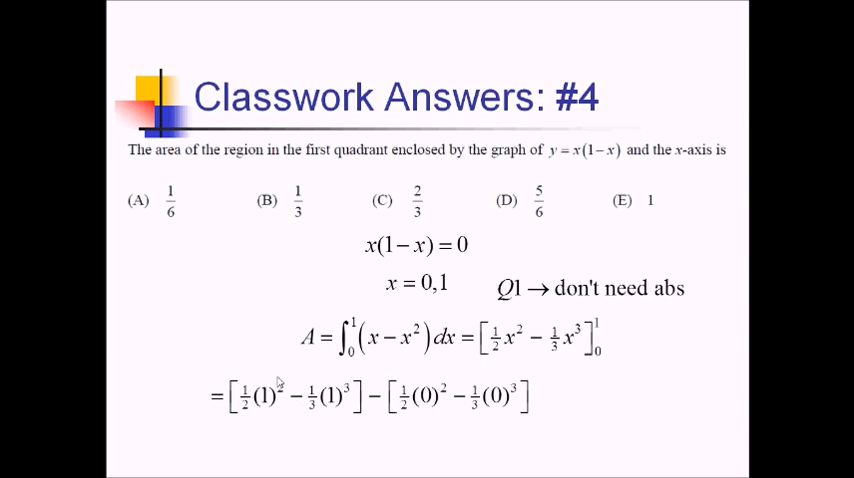 Classwork Answers: #4
The area of the region in the first quadrant enclosed by the graph of y = x(1 − x) and the x-axis is
(A) 1/6 (B) 1/3 (C) 2/3 (D) 5/6 (E) 1
x(1 − x) = 0
x = 0,1 Q1 → don't need abs
A = ∫₀¹ (x − x²) dx = [½x² − ⅓x³]₀¹
= [½(1)² − ⅓(1)³] − [½(0)² − ⅓(0)³]